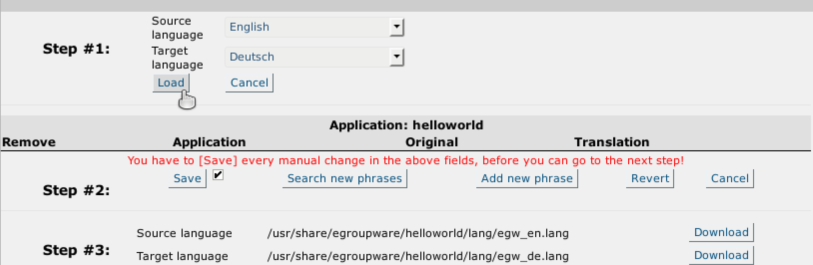 Source language English
Step #1:
Target language Deutsch
Load Cancel
Application: helloworld
Remove Application Original Translation
You have to [Save] every manual change in the above fields, before you can go to the next step!
Step #2: Save Search new phrases Add new phrase Revert Cancel
Source language /usr/share/egroupware/helloworld/lang/egw_en.lang Download
Step #3:
Target language /usr/share/egroupware/helloworld/lang/egw_de.lang Download